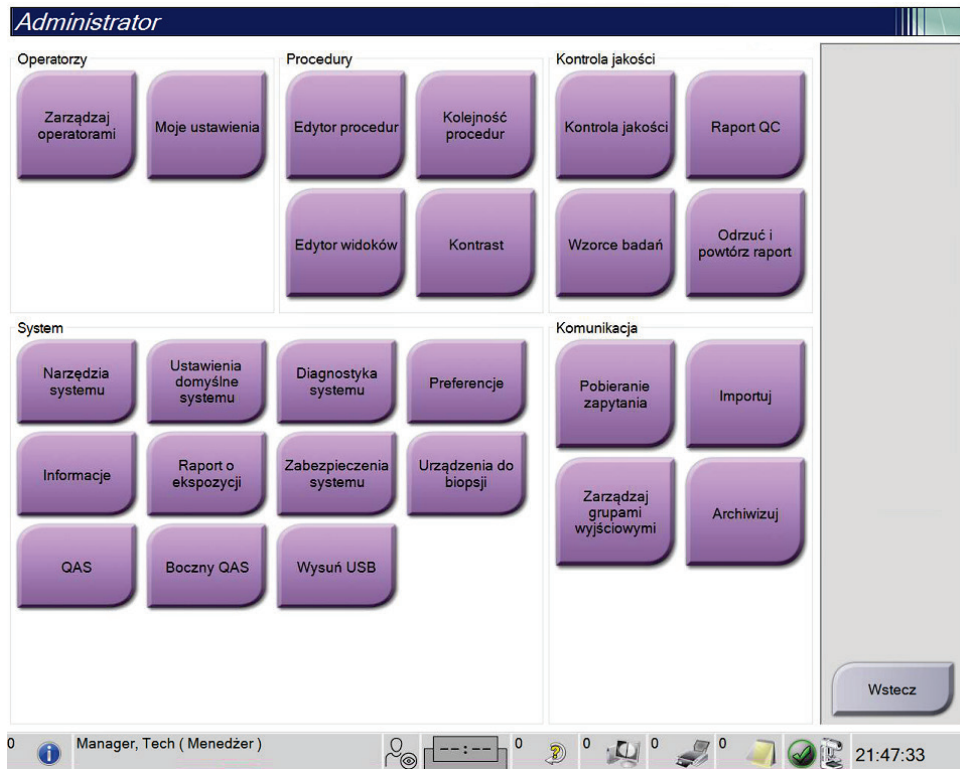 Administrator
Operatorzy
Zarządzaj
operatorami
Moje ustawienia
Procedury
Edytor procedur
Kolejność
procedur
Edytor widoków
Kontrast
Kontrola jakości
Kontrola jakości
Raport QC
Wzorce badań
Odrzuć i
powtórz raport
System
Narzędzia
systemu
Ustawienia
domyślne
systemu
Diagnostyka
systemu
Preferencje
Informacje
Raport o
ekspozycji
Zabezpieczenia
systemu
Urządzenia do
biopsji
QAS
Boczny QAS
Wysuń USB
Komunikacja
Pobieranie
zapytania
Importuj
Zarządzaj
grupami
wyjściowymi
Archiwizuj
Wstecz
0
Manager, Tech ( Menedżer )
--:--
0
0
0
0
21:47:33